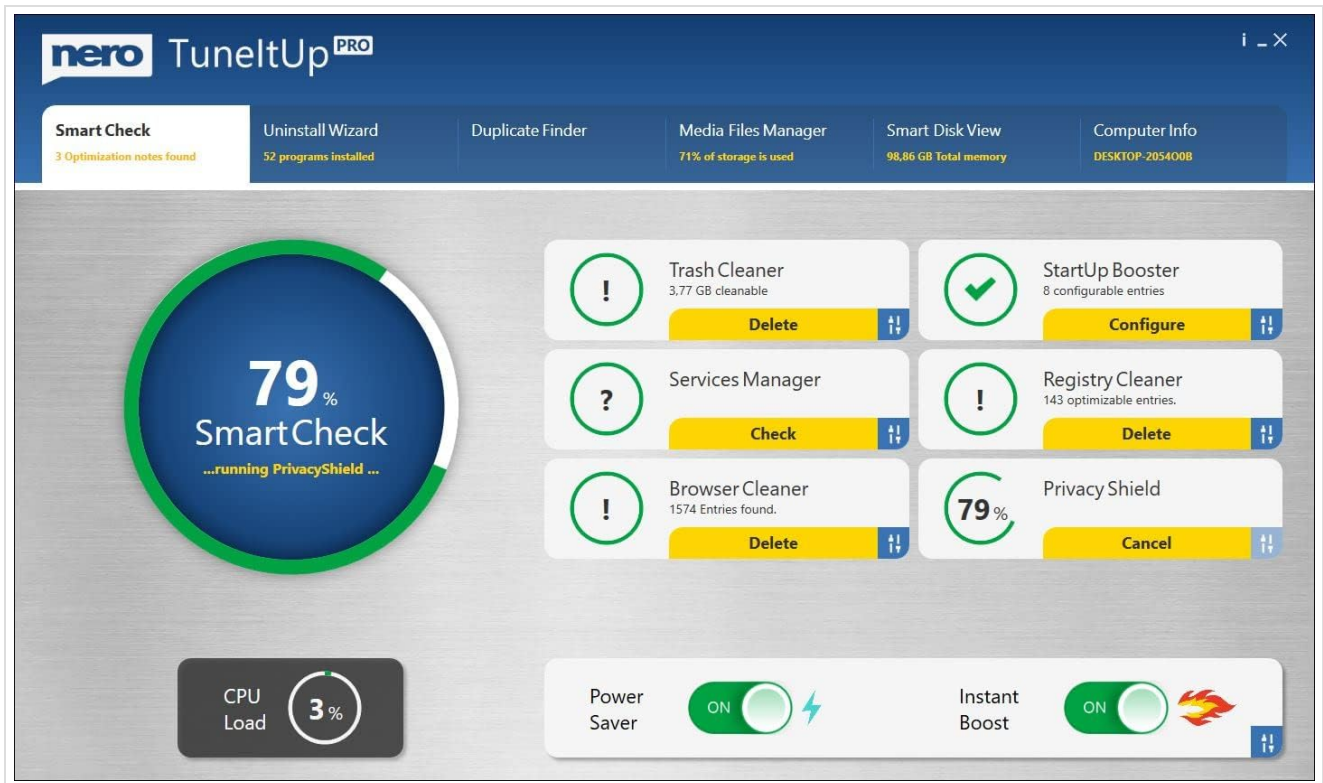 nero TuneItUp PRO
i
Smart Check
3 Optimization notes found
Uninstall Wizard
52 programs installed
Duplicate Finder
Media Files Manager
71% of storage is used
Smart Disk View
98,86 GB Total memory
Computer Info
DESKTOP-2054O0B
79 %
SmartCheck
...running PrivacyShield ...
!
Trash Cleaner
3,77 GB cleanable
Delete
StartUp Booster
8 configurable entries
Configure
?
Services Manager
Check
!
Registry Cleaner
143 optimizable entries.
Delete
!
Browser Cleaner
1574 Entries found.
Delete
79 %
Privacy Shield
Cancel
CPU
Load
3 %
Power
Saver
ON
Instant
Boost
ON